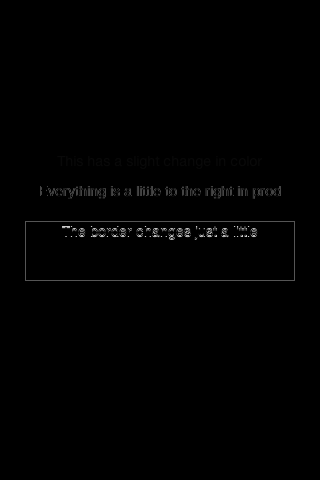 This has a slight change in color
Everything is a little to the right in prod
The border changes just a little